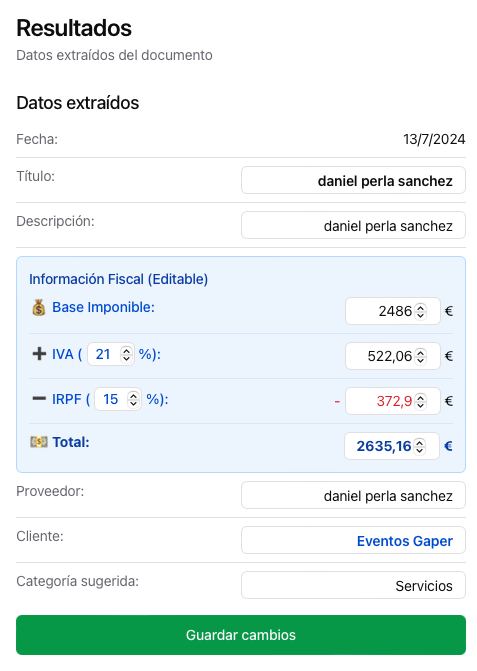 Resultados
Datos extraídos del documento
Datos extraídos
Fecha: 13/7/2024
Título: daniel perla sanchez
Descripción: daniel perla sanchez
Información Fiscal (Editable)
💰 Base Imponible: 2486 €
➕ IVA ( 21 %): 522,06 €
➖ IRPF ( 15 %): - 372,9 €
💵 Total: 2635,16 €
Proveedor: daniel perla sanchez
Cliente: Eventos Gaper
Categoría sugerida: Servicios
Guardar cambios